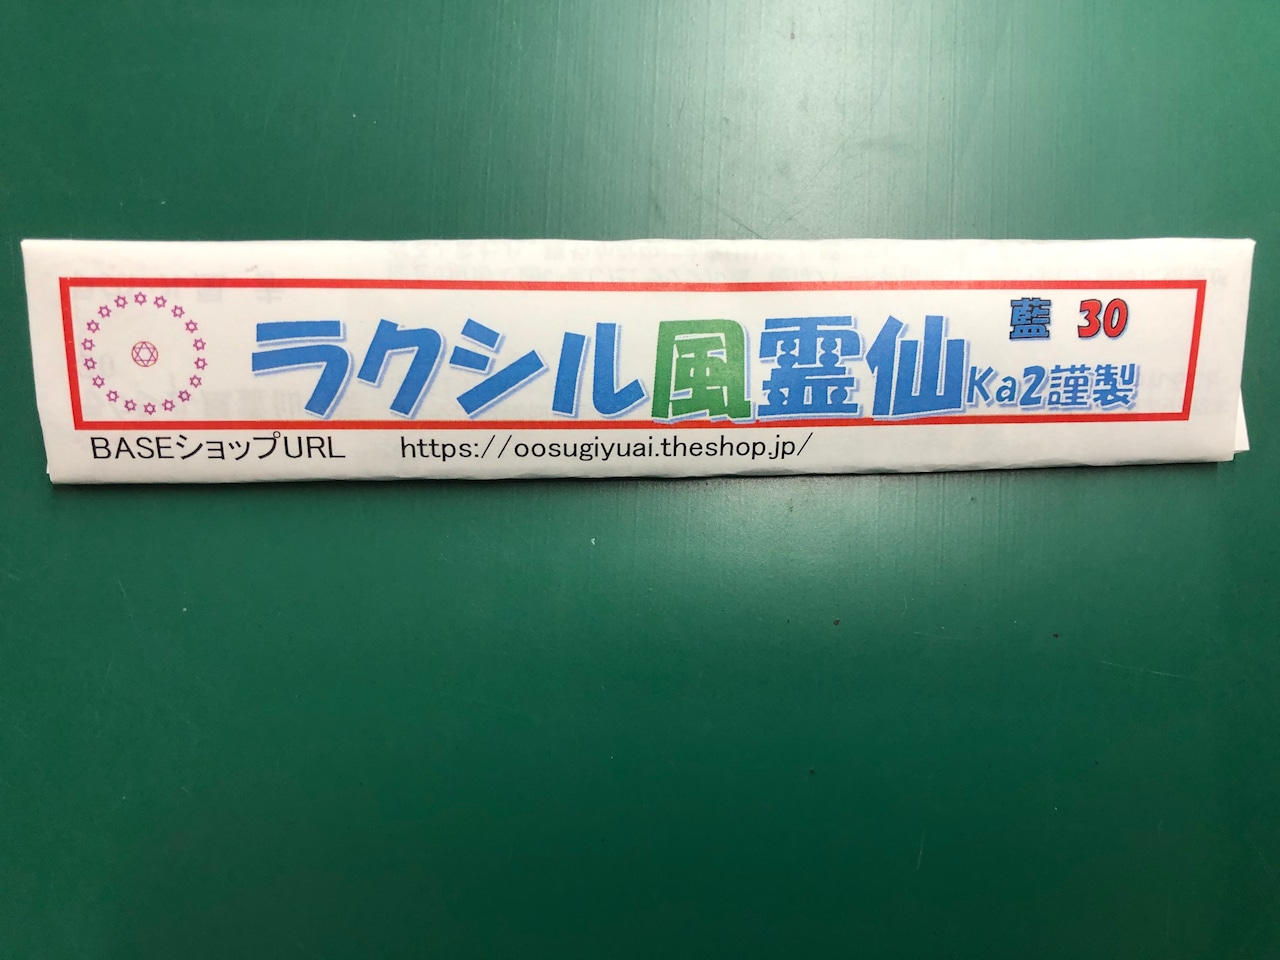 藍 30
ラクシル風霊仙Ka2謹製
BASEショップURL https://oosugiyuai.theshop.jp/